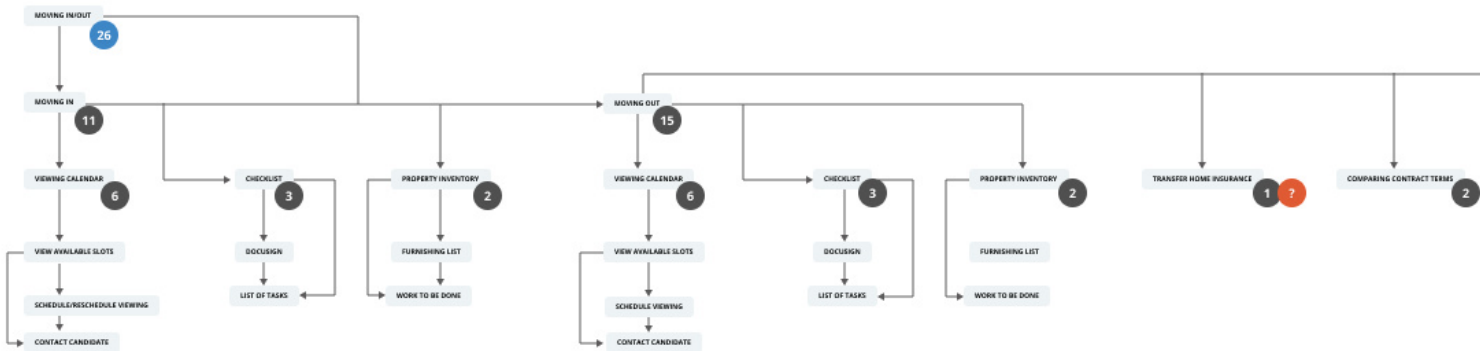 MOVING IN/OUT
26
MOVING IN
11
MOVING OUT
15
VIEWING CALENDAR
6
CHECKLIST
3
PROPERTY INVENTORY
2
VIEWING CALENDAR
6
CHECKLIST
3
PROPERTY INVENTORY
2
TRANSFER HOME INSURANCE
1
?
COMPARING CONTRACT TERMS
2
VIEW AVAILABLE SLOTS
DOCUSIGN
FURNISHING LIST
VIEW AVAILABLE SLOTS
DOCUSIGN
FURNISHING LIST
SCHEDULE/RESCHEDULE VIEWING
LIST OF TASKS
WORK TO BE DONE
SCHEDULE VIEWING
LIST OF TASKS
WORK TO BE DONE
CONTACT CANDIDATE
CONTACT CANDIDATE